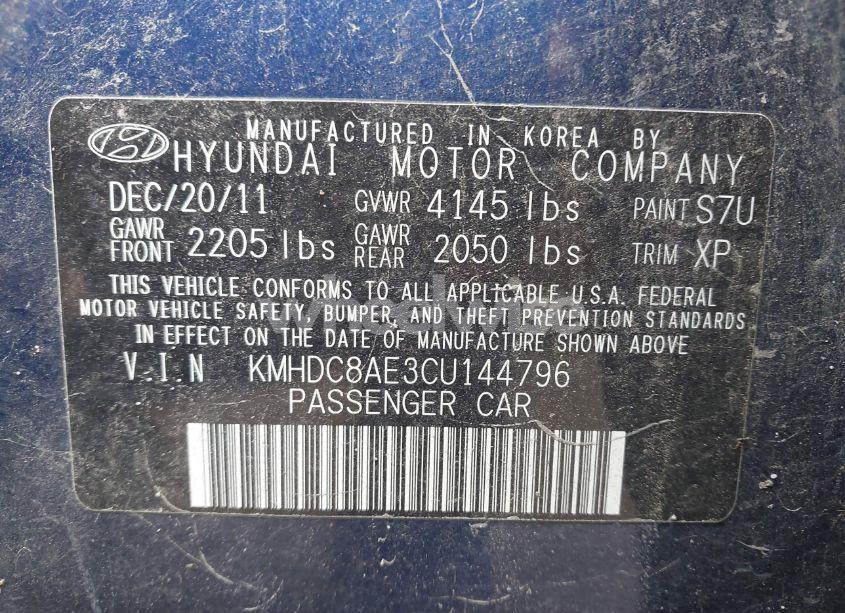 MANUFACTURED IN KOREA BY
HYUNDAI MOTOR COMPANY
DEC/20/11 GVWR 4145 lbs PAINT S7U
GAWR FRONT 2205 lbs GAWR REAR 2050 lbs TRIM XP
THIS VEHICLE CONFORMS TO ALL APPLICABLE U.S.A. FEDERAL
MOTOR VEHICLE SAFETY, BUMPER, AND THEFT PREVENTION STANDARDS
IN EFFECT ON THE DATE OF MANUFACTURE SHOWN ABOVE
V.I.N KMHDC8AE3CU144796
PASSENGER CAR